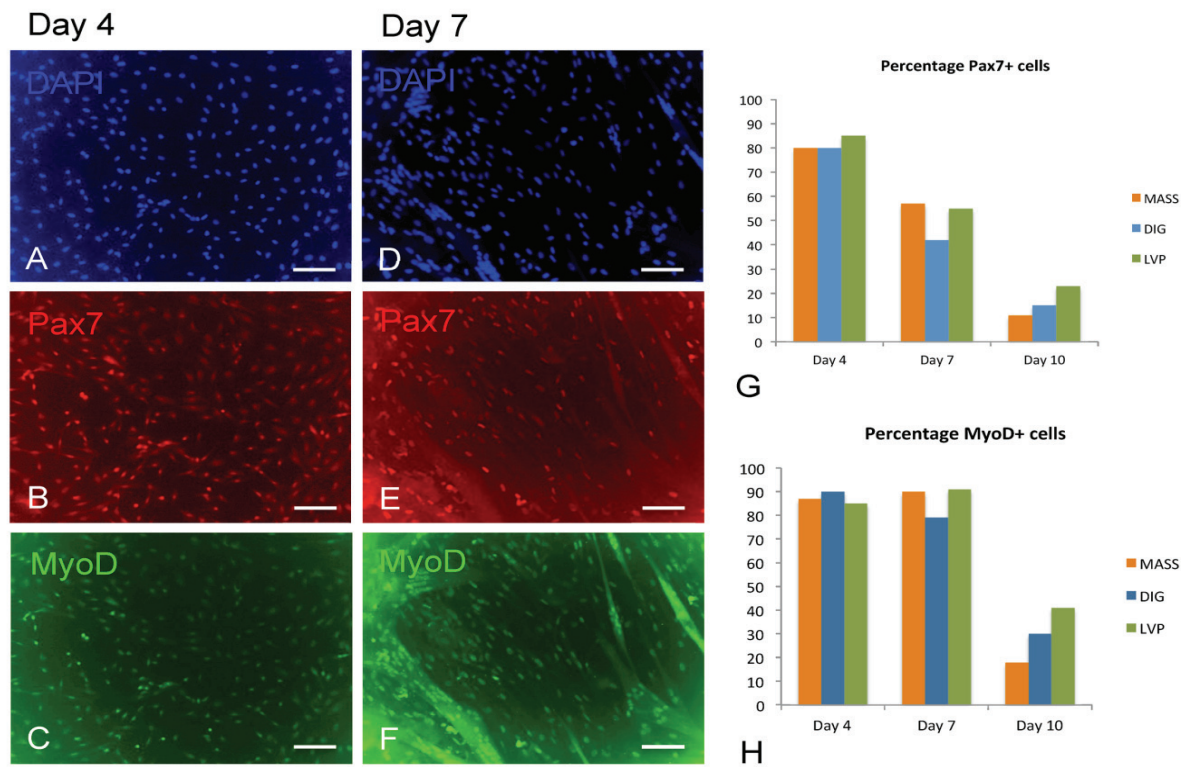 Day 4
Day 7
DAPI
A
DAPI
D
Pax7
B
Pax7
E
MyoD
C
MyoD
F
Percentage Pax7+ cells
100
90
80
70
60
50
40
30
20
10
0
Day 4 Day 7 Day 10
MASS
DIG
LVP
G
Percentage MyoD+ cells
100
90
80
70
60
50
40
30
20
10
0
Day 4 Day 7 Day 10
MASS
DIG
LVP
H